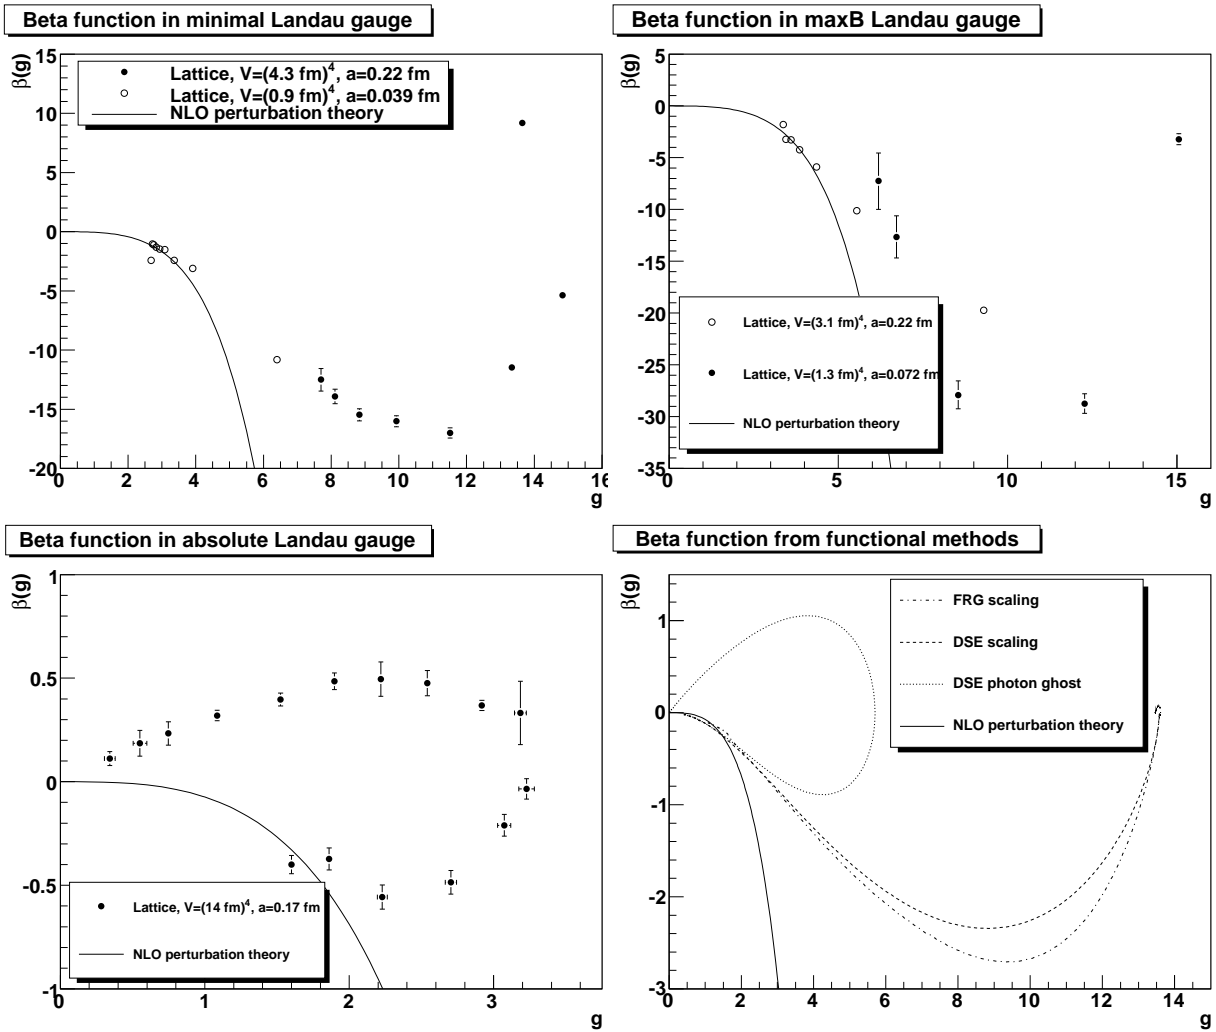 Beta function in minimal Landau gauge
β(g)
15
10
5
0
-5
-10
-15
-20
Lattice, V=(4.3 fm)⁴, a=0.22 fm
Lattice, V=(0.9 fm)⁴, a=0.039 fm
NLO perturbation theory
0 2 4 6 8 10 12 14 16
g
Beta function in maxB Landau gauge
β(g)
5
0
-5
-10
-15
-20
-25
-30
-35
Lattice, V=(3.1 fm)⁴, a=0.22 fm
Lattice, V=(1.3 fm)⁴, a=0.072 fm
NLO perturbation theory
0 5 10 15
g
Beta function in absolute Landau gauge
β(g)
1
0.5
0
-0.5
-1
Lattice, V=(14 fm)⁴, a=0.17 fm
NLO perturbation theory
0 1 2 3
g
Beta function from functional methods
β(g)
1
0
-1
-2
-3
FRG scaling
DSE scaling
DSE photon ghost
NLO perturbation theory
0 2 4 6 8 10 12 14
g